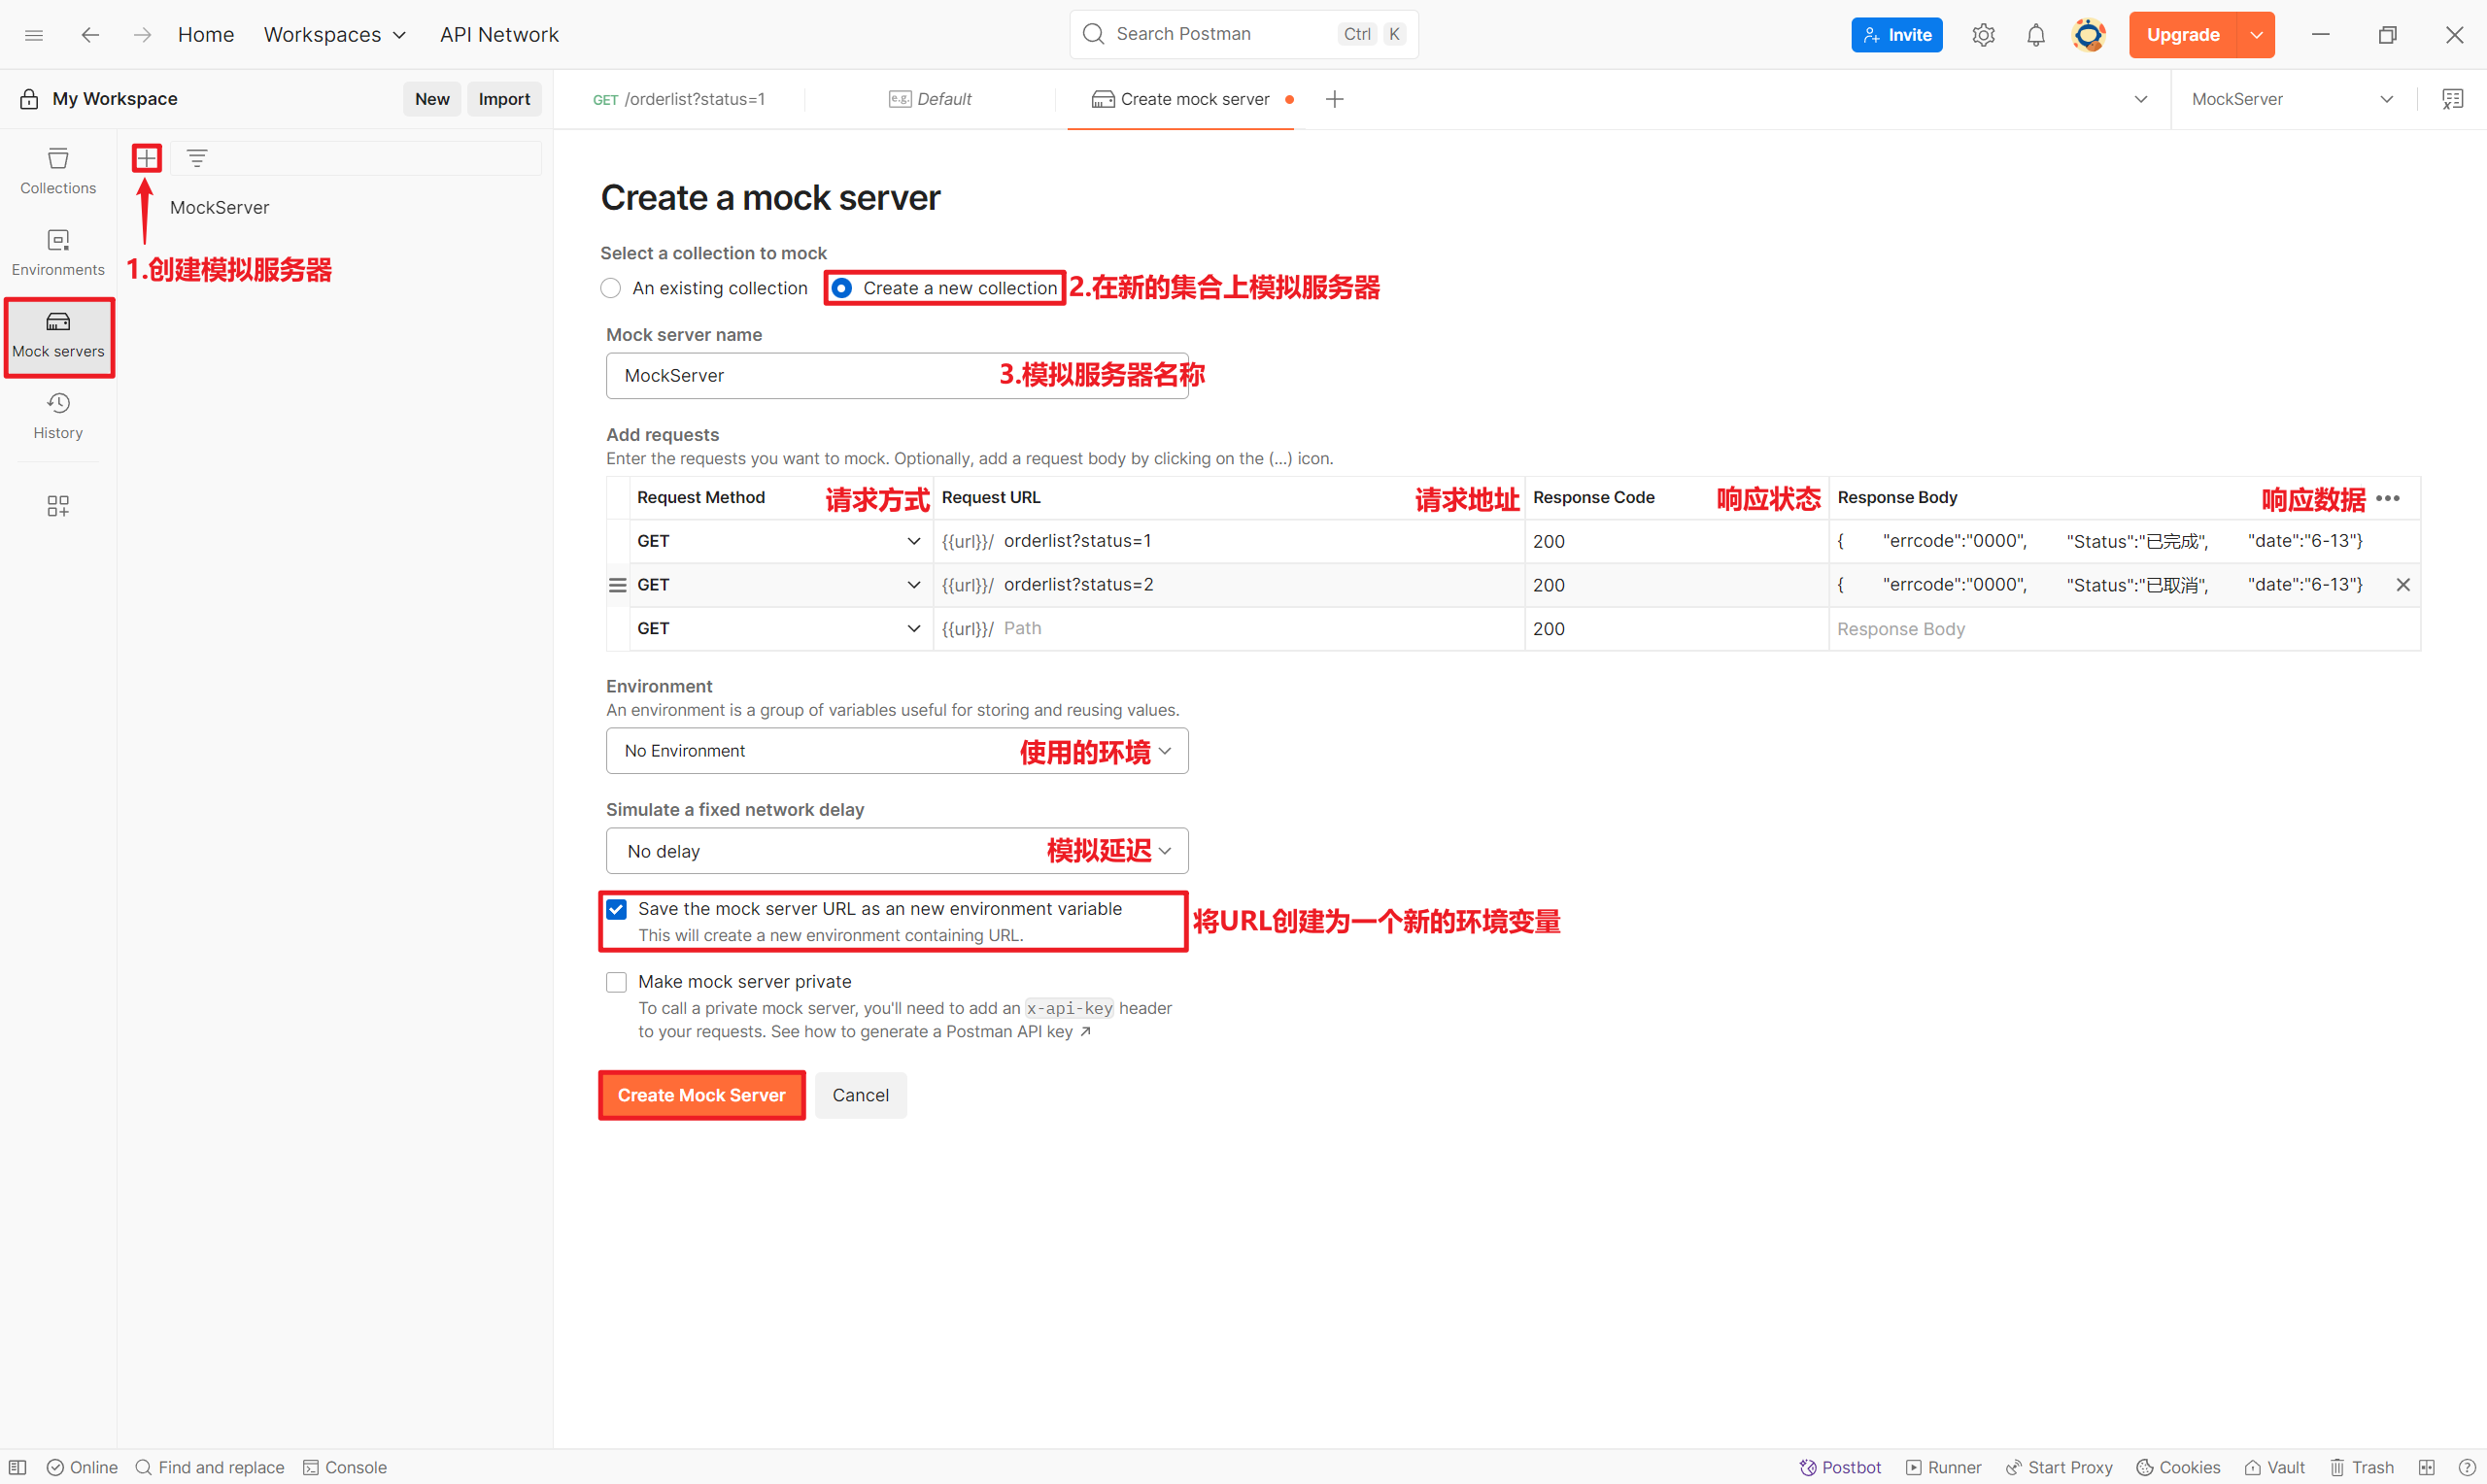 Home Workspaces API Network Search Postman Ctrl K Invite Upgrade
My Workspace New Import GET /orderlist?status=1 e.g. Default Create mock server MockServer
Collections
MockServer
Environments
1.创建模拟服务器
Mock servers
History
Create a mock server
Select a collection to mock
An existing collection Create a new collection 2.在新的集合上模拟服务器
Mock server name
MockServer 3.模拟服务器名称
Add requests
Enter the requests you want to mock. Optionally, add a request body by clicking on the (...) icon.
Request Method 请求方式 Request URL 请求地址 Response Code 响应状态 Response Body 响应数据
GET {{url}}/ orderlist?status=1 200 { "errcode":"0000", "Status":"已完成", "date":"6-13"}
GET {{url}}/ orderlist?status=2 200 { "errcode":"0000", "Status":"已取消", "date":"6-13"}
GET {{url}}/ Path 200 Response Body
Environment
An environment is a group of variables useful for storing and reusing values.
No Environment 使用的环境
Simulate a fixed network delay
No delay 模拟延迟
Save the mock server URL as an new environment variable
This will create a new environment containing URL.
将URL创建为一个新的环境变量
Make mock server private
To call a private mock server, you'll need to add an x-api-key header
to your requests. See how to generate a Postman API key ↗
Create Mock Server Cancel
Online Find and replace Console Postbot Runner Start Proxy Cookies Vault Trash